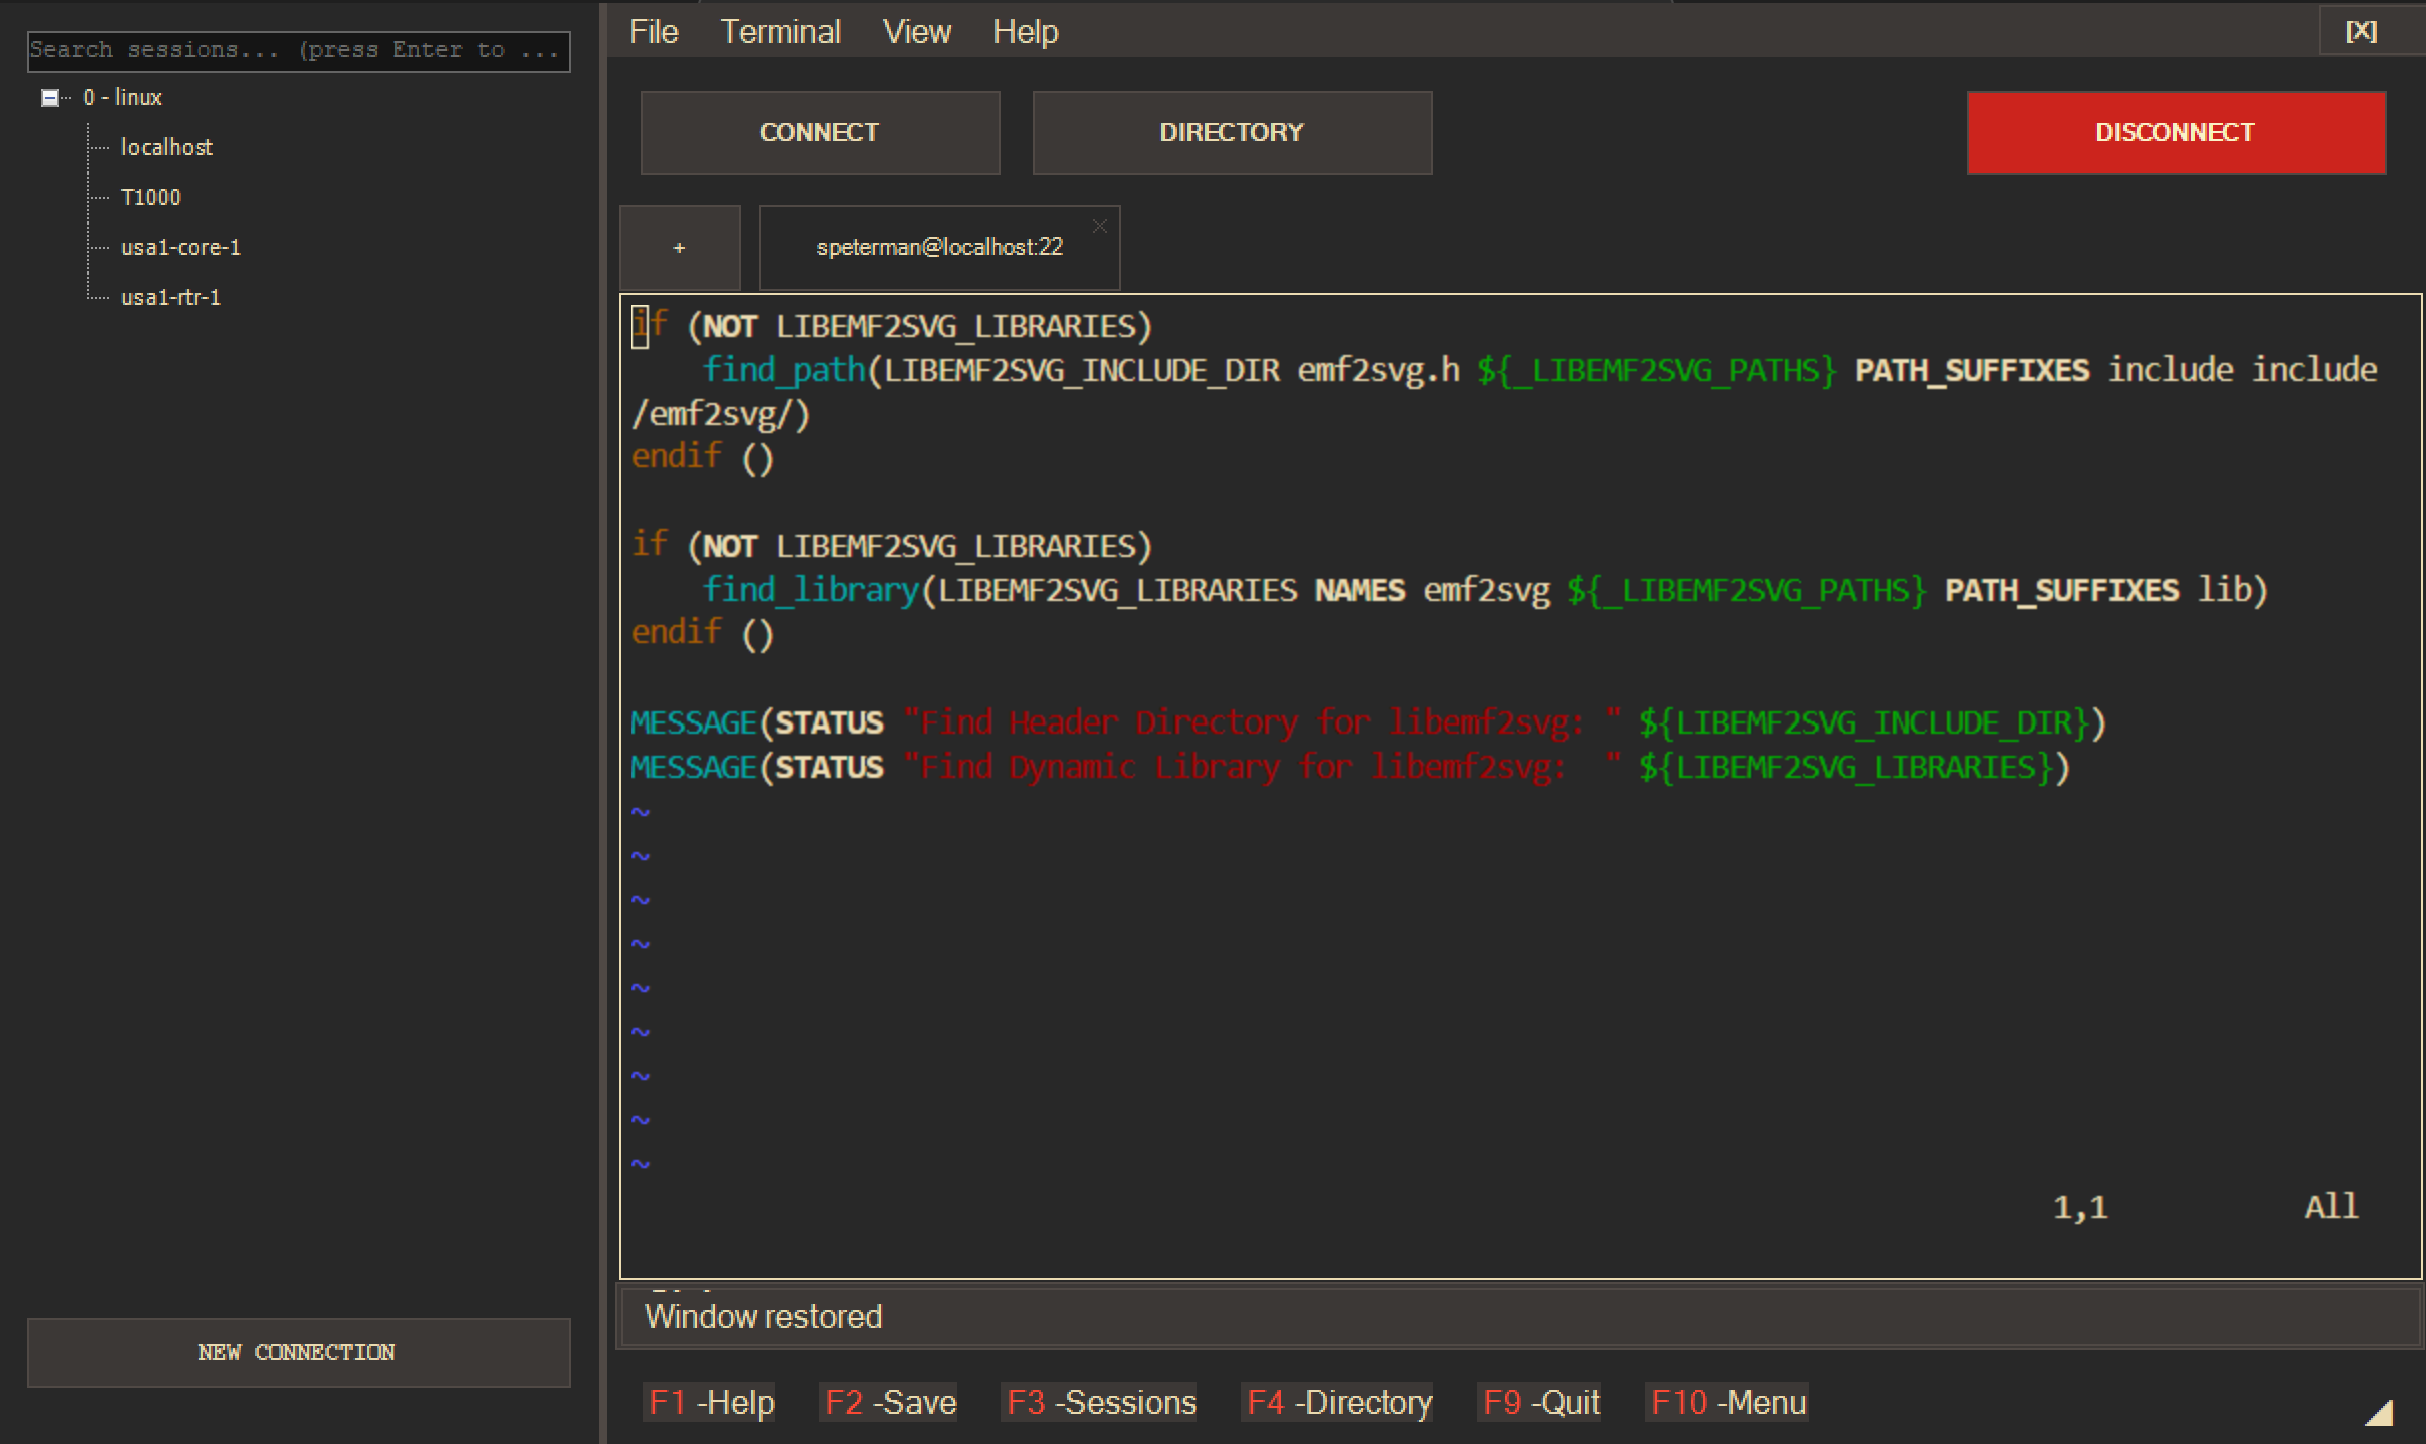 Search sessions... (press Enter to ...
0 - linux
localhost
T1000
usa1-core-1
usa1-rtr-1
NEW CONNECTION
File Terminal View Help [X]
CONNECT DIRECTORY DISCONNECT
+ speterman@localhost:22
if (NOT LIBEMF2SVG_LIBRARIES)
    find_path(LIBEMF2SVG_INCLUDE_DIR emf2svg.h ${_LIBEMF2SVG_PATHS} PATH_SUFFIXES include include
/emf2svg/)
endif ()
if (NOT LIBEMF2SVG_LIBRARIES)
    find_library(LIBEMF2SVG_LIBRARIES NAMES emf2svg ${_LIBEMF2SVG_PATHS} PATH_SUFFIXES lib)
endif ()
MESSAGE(STATUS "Find Header Directory for libemf2svg: " ${LIBEMF2SVG_INCLUDE_DIR})
MESSAGE(STATUS "Find Dynamic Library for libemf2svg:  " ${LIBEMF2SVG_LIBRARIES})
~
~
~
~
~
~
~
~
~
1,1 All
Window restored
F1 -Help F2 -Save F3 -Sessions F4 -Directory F9 -Quit F10 -Menu